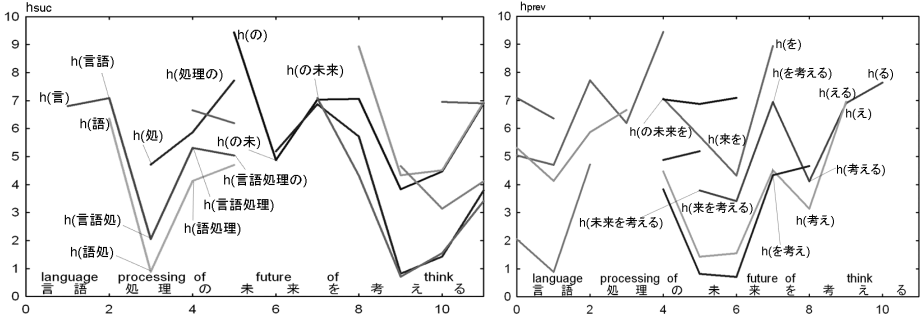 hsuc
10
9
8
7
6
5
4
3
2
1
0
0 2 4 6 8 10
h(言)
h(言語)
h(語)
h(処)
h(処理の)
h(の)
h(の未来)
h(の未)
h(言語処理の)
h(言語処理)
h(語処理)
h(言語処)
h(語処)
language processing of future of think
言 語 処 理 の 未 来 を 考 え る
hprev
10
9
8
7
6
5
4
3
2
1
0
0 2 4 6 8 10
h(を)
h(を考える)
h(る)
h(える)
h(え)
h(の未来を)
h(来を)
h(考える)
h(未来を考える)
h(来を考える)
h(考え)
h(を考え)
language processing of future of think
言 語 処 理 の 未 来 を 考 え る